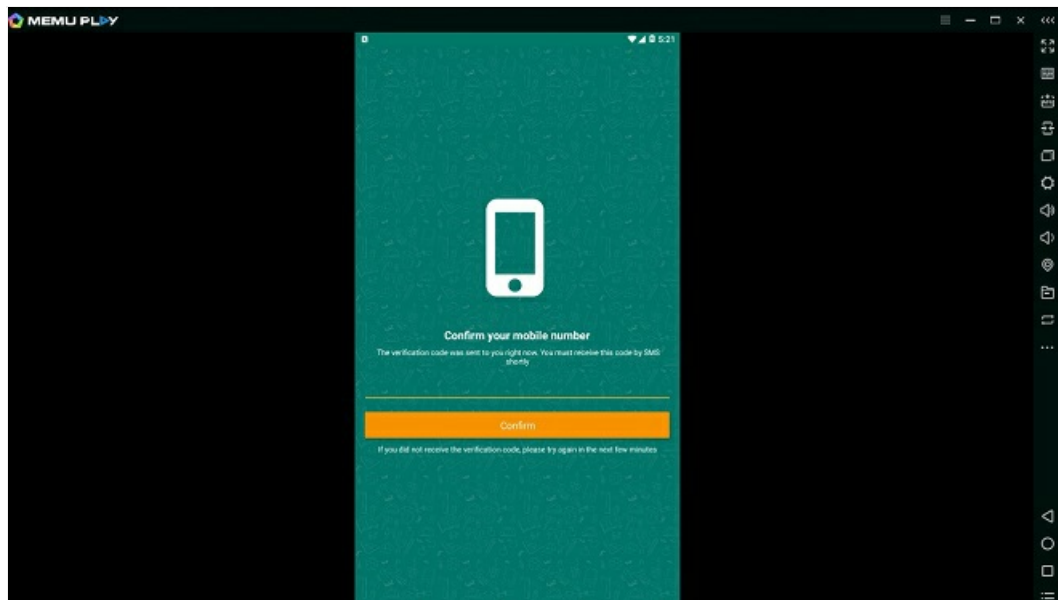 MEMU PLAY
5:21
Confirm your mobile number
The verification code was sent to you right now. You must receive this code by SMS
shortly
Confirm
If you did not receive the verification code, please try again in the next few minutes